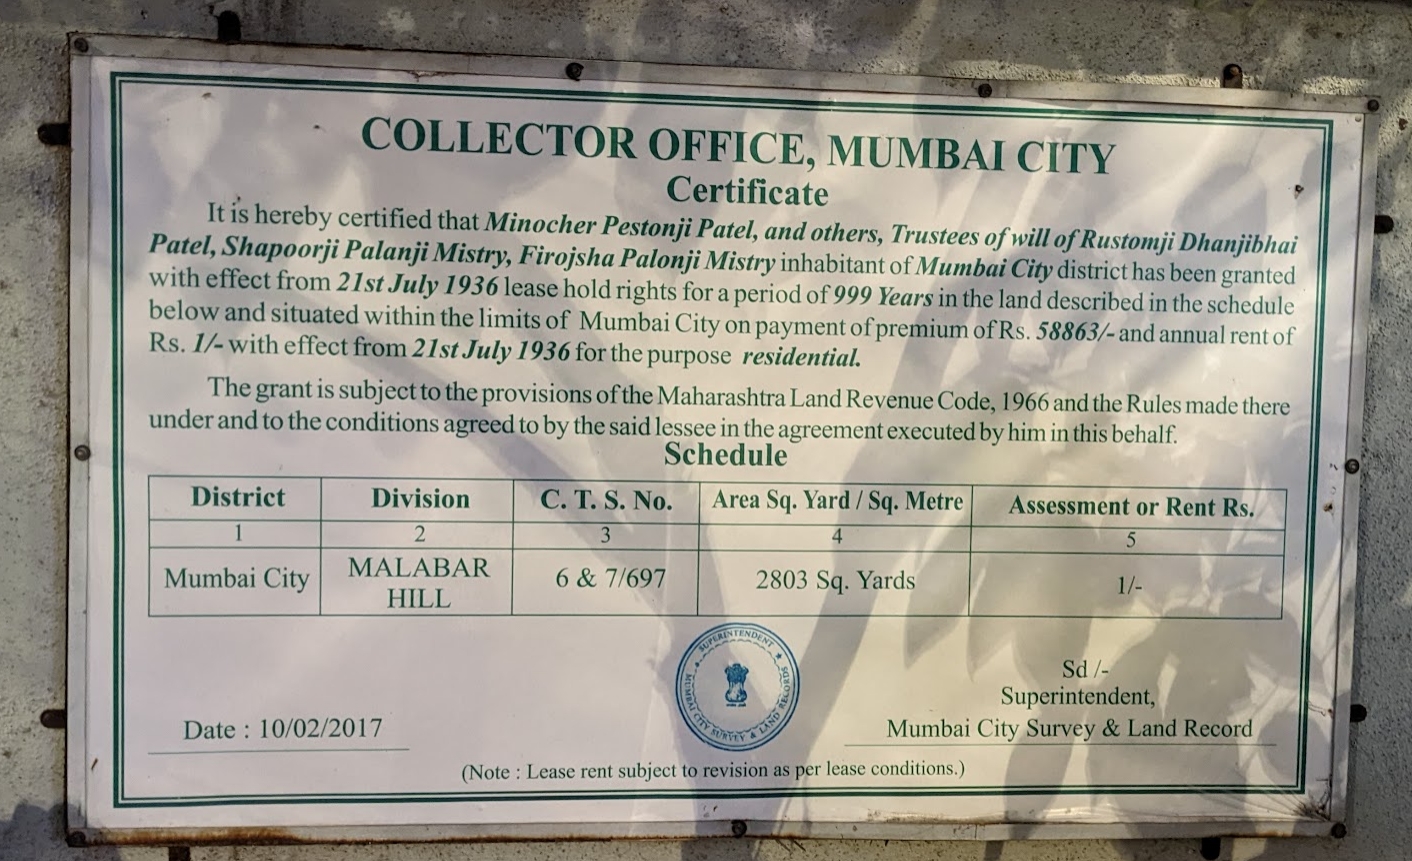 COLLECTOR OFFICE, MUMBAI CITY
Certificate
It is hereby certified that Minocher Pestonji Patel, and others, Trustees of will of Rustomji Dhanjibhai
Patel, Shapoorji Palanji Mistry, Firojsha Palonji Mistry inhabitant of Mumbai City district has been granted
with effect from 21st July 1936 lease hold rights for a period of 999 Years in the land described in the schedule
below and situated within the limits of Mumbai City on payment of premium of Rs. 58863/- and annual rent of
Rs. 1/- with effect from 21st July 1936 for the purpose residential.
The grant is subject to the provisions of the Maharashtra Land Revenue Code, 1966 and the Rules made there
under and to the conditions agreed to by the said lessee in the agreement executed by him in this behalf.
Schedule
District Division C. T. S. No. Area Sq. Yard / Sq. Metre Assessment or Rent Rs.
1 2 3 4 5
Mumbai City MALABAR HILL 6 & 7/697 2803 Sq. Yards 1/-
SUPERINTENDENT
MUMBAI CITY SURVEY & LAND RECORDS
Sd /-
Superintendent,
Date : 10/02/2017 Mumbai City Survey & Land Record
(Note : Lease rent subject to revision as per lease conditions.)